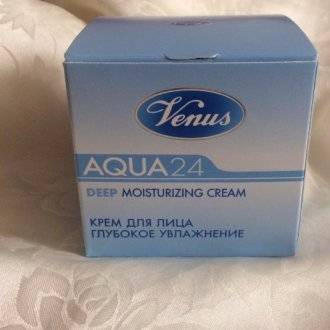 Venus
AQUA24
DEEP MOISTURIZING CREAM
КРЕМ ДЛЯ ЛИЦА
ГЛУБОКОЕ УВЛАЖНЕНИЕ